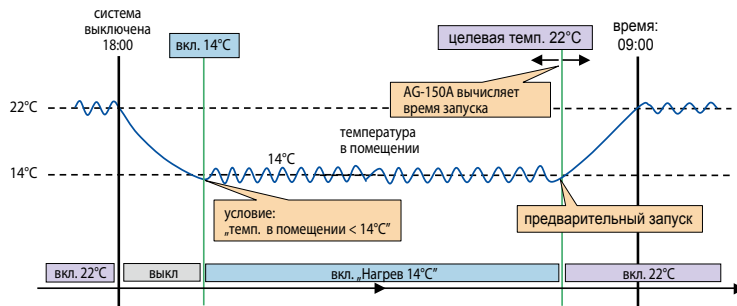 система
выключена
18:00
вкл. 14°C
целевая темп. 22°C
время:
09:00
AG-150A вычисляет
время запуска
22°C
температура
в помещении
14°C
14°C
условие:
„темп. в помещении < 14°C”
предварительный запуск
вкл. 22°C
выкл
вкл. „Нагрев 14°C”
вкл. 22°C